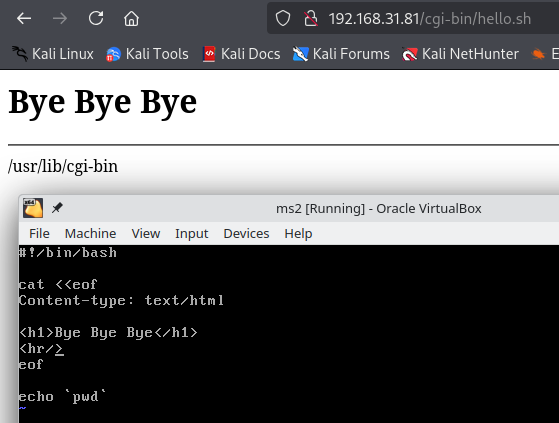 192.168.31.81/cgi-bin/hello.sh
Kali Linux Kali Tools Kali Docs Kali Forums Kali NetHunter E
Bye Bye Bye
/usr/lib/cgi-bin
ms2 [Running] - Oracle VirtualBox
File Machine View Input Devices Help
#!/bin/bash
cat <<eof
Content-type: text/html
<h1>Bye Bye Bye</h1>
<hr/>
eof
echo `pwd`
~